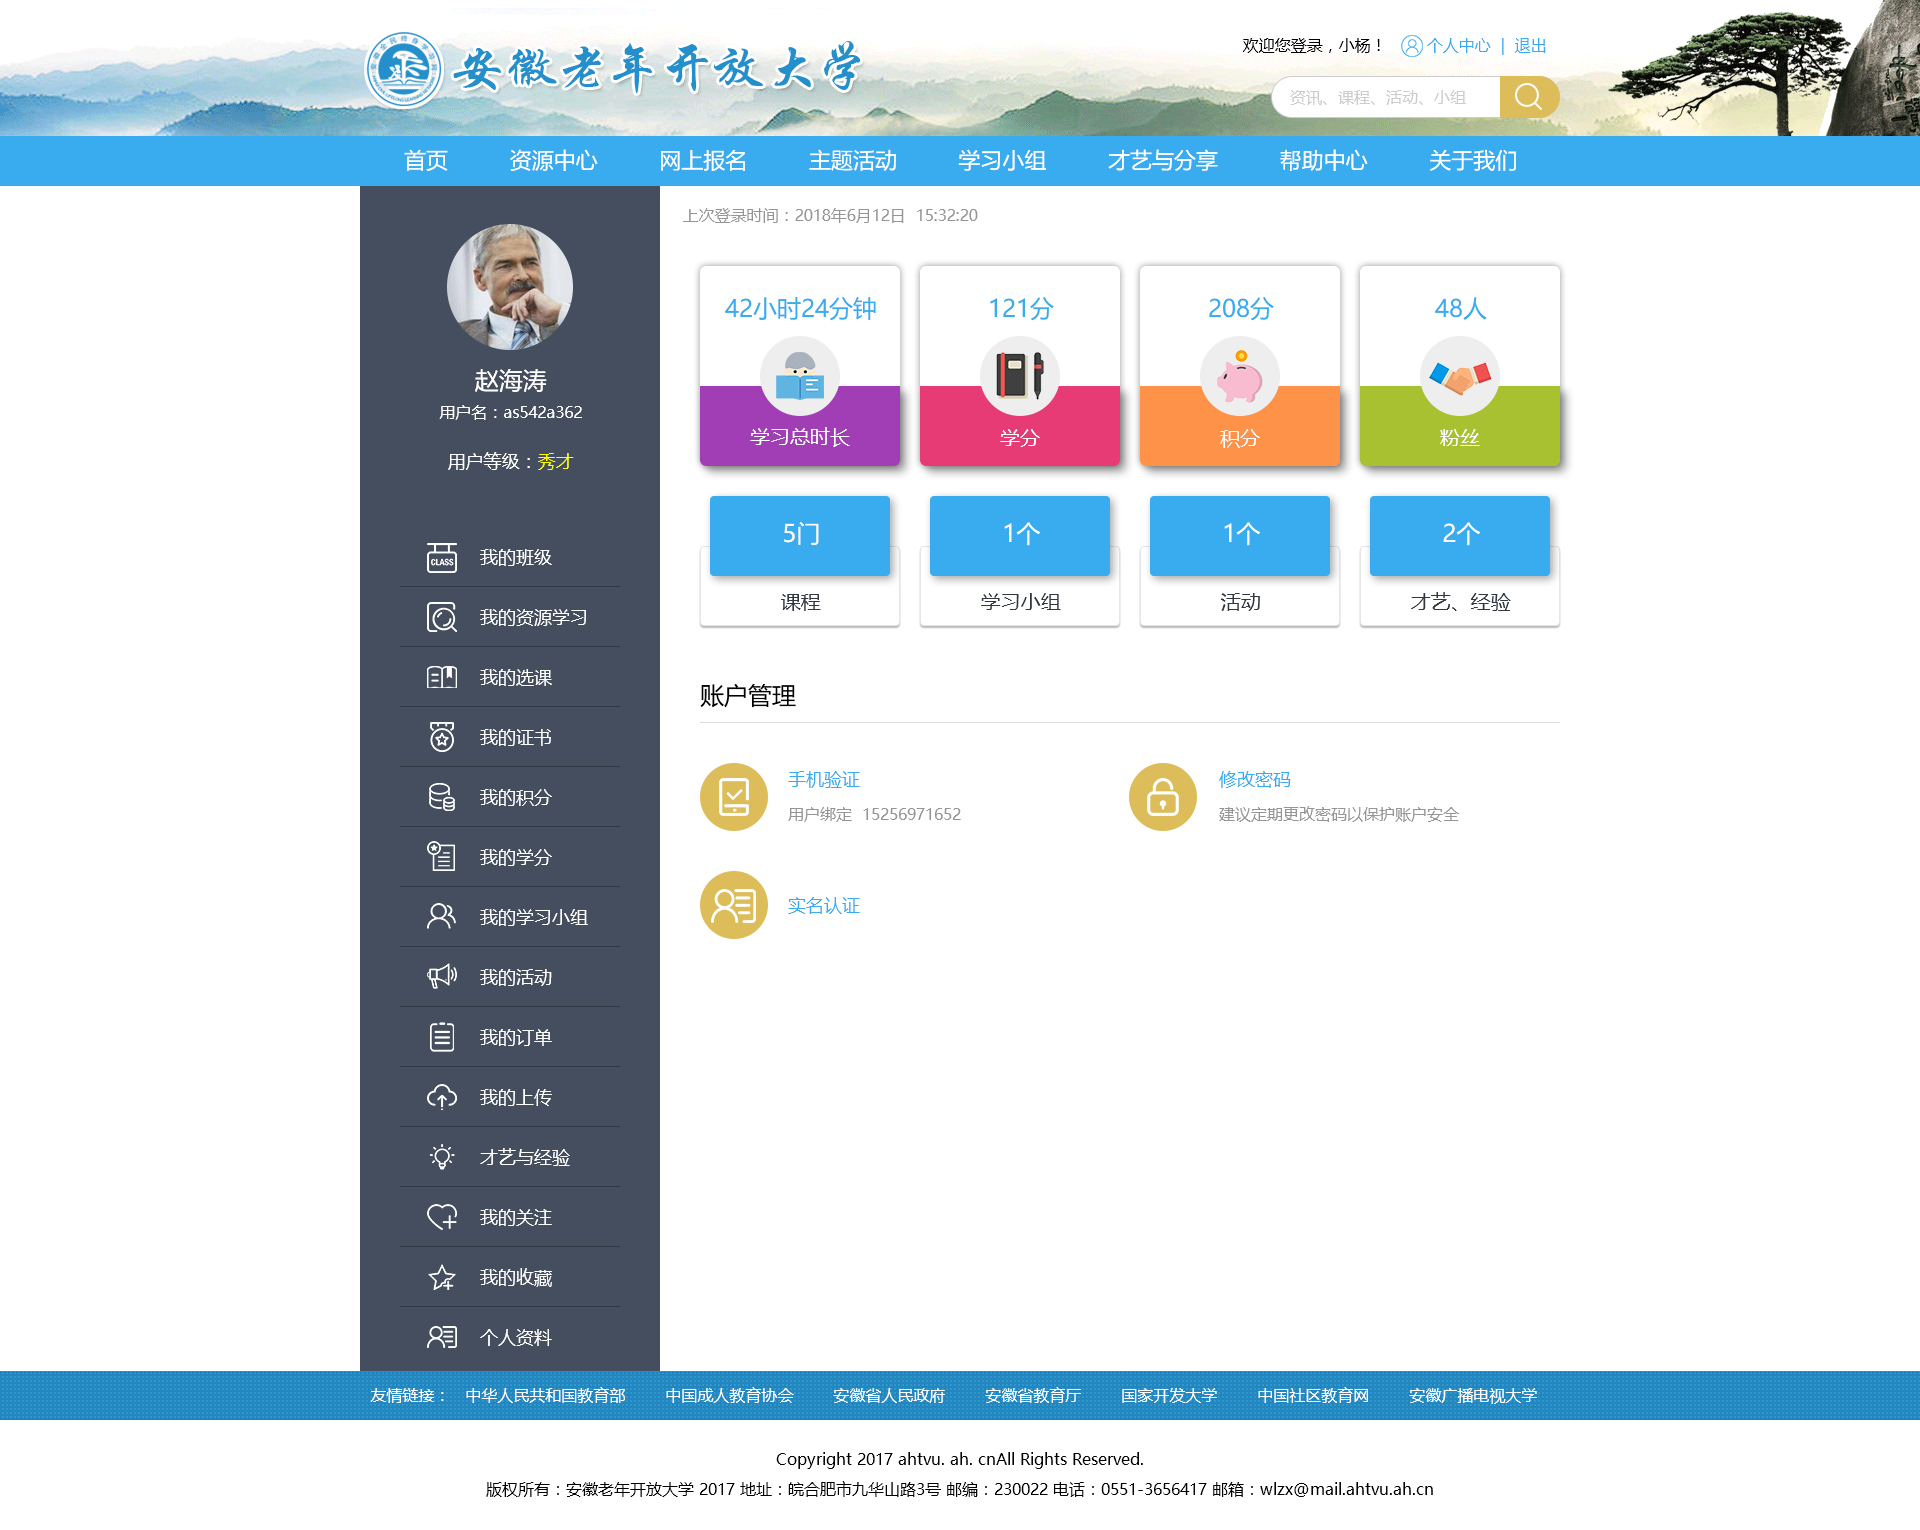 安徽老年开放大学
欢迎您登录，小杨！ 个人中心 | 退出
资讯、课程、活动、小组
首页 资源中心 网上报名 主题活动 学习小组 才艺与分享 帮助中心 关于我们
上次登录时间：2018年6月12日 15:32:20
赵海涛
用户名：as542a362
用户等级：秀才
CLASS 我的班级
我的资源学习
我的选课
我的证书
我的积分
我的学分
我的学习小组
我的活动
我的订单
我的上传
才艺与经验
我的关注
我的收藏
个人资料
42小时24分钟 121分 208分 48人
学习总时长 学分 积分 粉丝
5门 1个 1个 2个
课程 学习小组 活动 才艺、经验
账户管理
手机验证
用户绑定 15256971652
修改密码
建议定期更改密码以保护账户安全
实名认证
友情链接： 中华人民共和国教育部 中国成人教育协会 安徽省人民政府 安徽省教育厅 国家开发大学 中国社区教育网 安徽广播电视大学
Copyright 2017 ahtvu. ah. cnAll Rights Reserved.
版权所有：安徽老年开放大学 2017 地址：皖合肥市九华山路3号 邮编：230022 电话：0551-3656417 邮箱：wlzx@mail.ahtvu.ah.cn